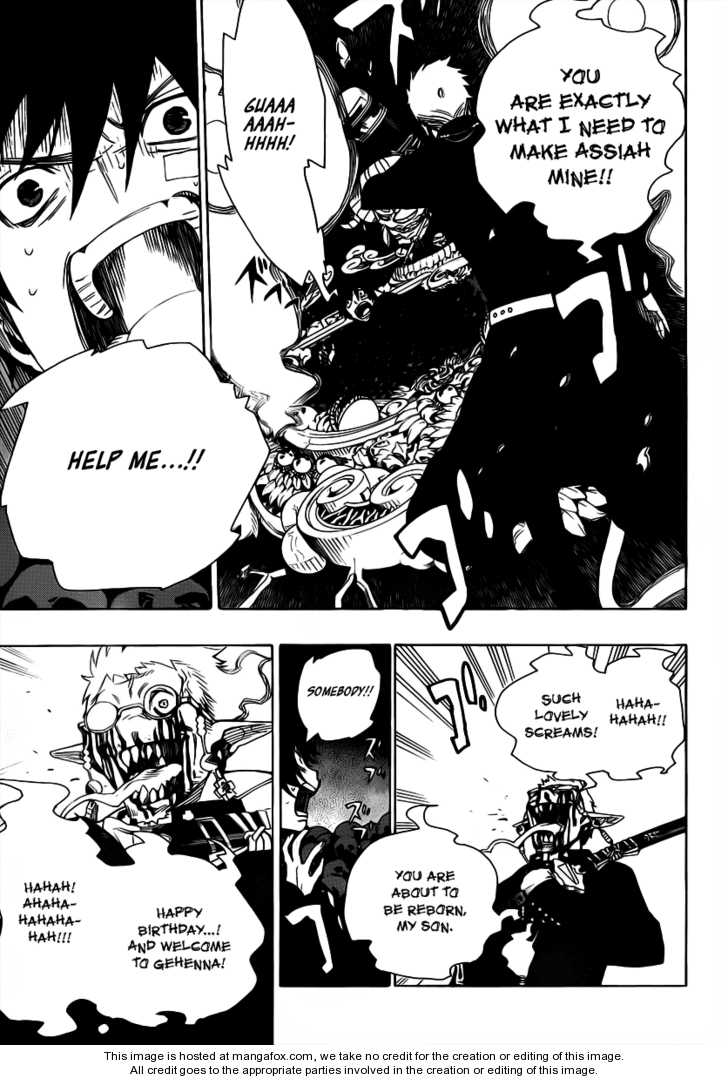 YOU
ARE EXACTLY
WHAT I NEED TO
MAKE ASSIAH
MINE!!
GUAAA
AAAH-
HHHH!
HELP ME...!!
HAHA-
HAHAH!!
SUCH
LOVELY
SCREAMS!
YOU ARE
ABOUT TO
BE REBORN,
MY SON.
SOMEBODY!!
HAPPY
BIRTHDAY...!
AND WELCOME
TO GEHENNA!
HAHAH!
AHAHA-
HAHAHA-
HAH!!!
This image is hosted at mangafox.com, we take no credit for the creation or editing of this image.
All credit goes to the appropriate parties involved in the creation or editing of this image.